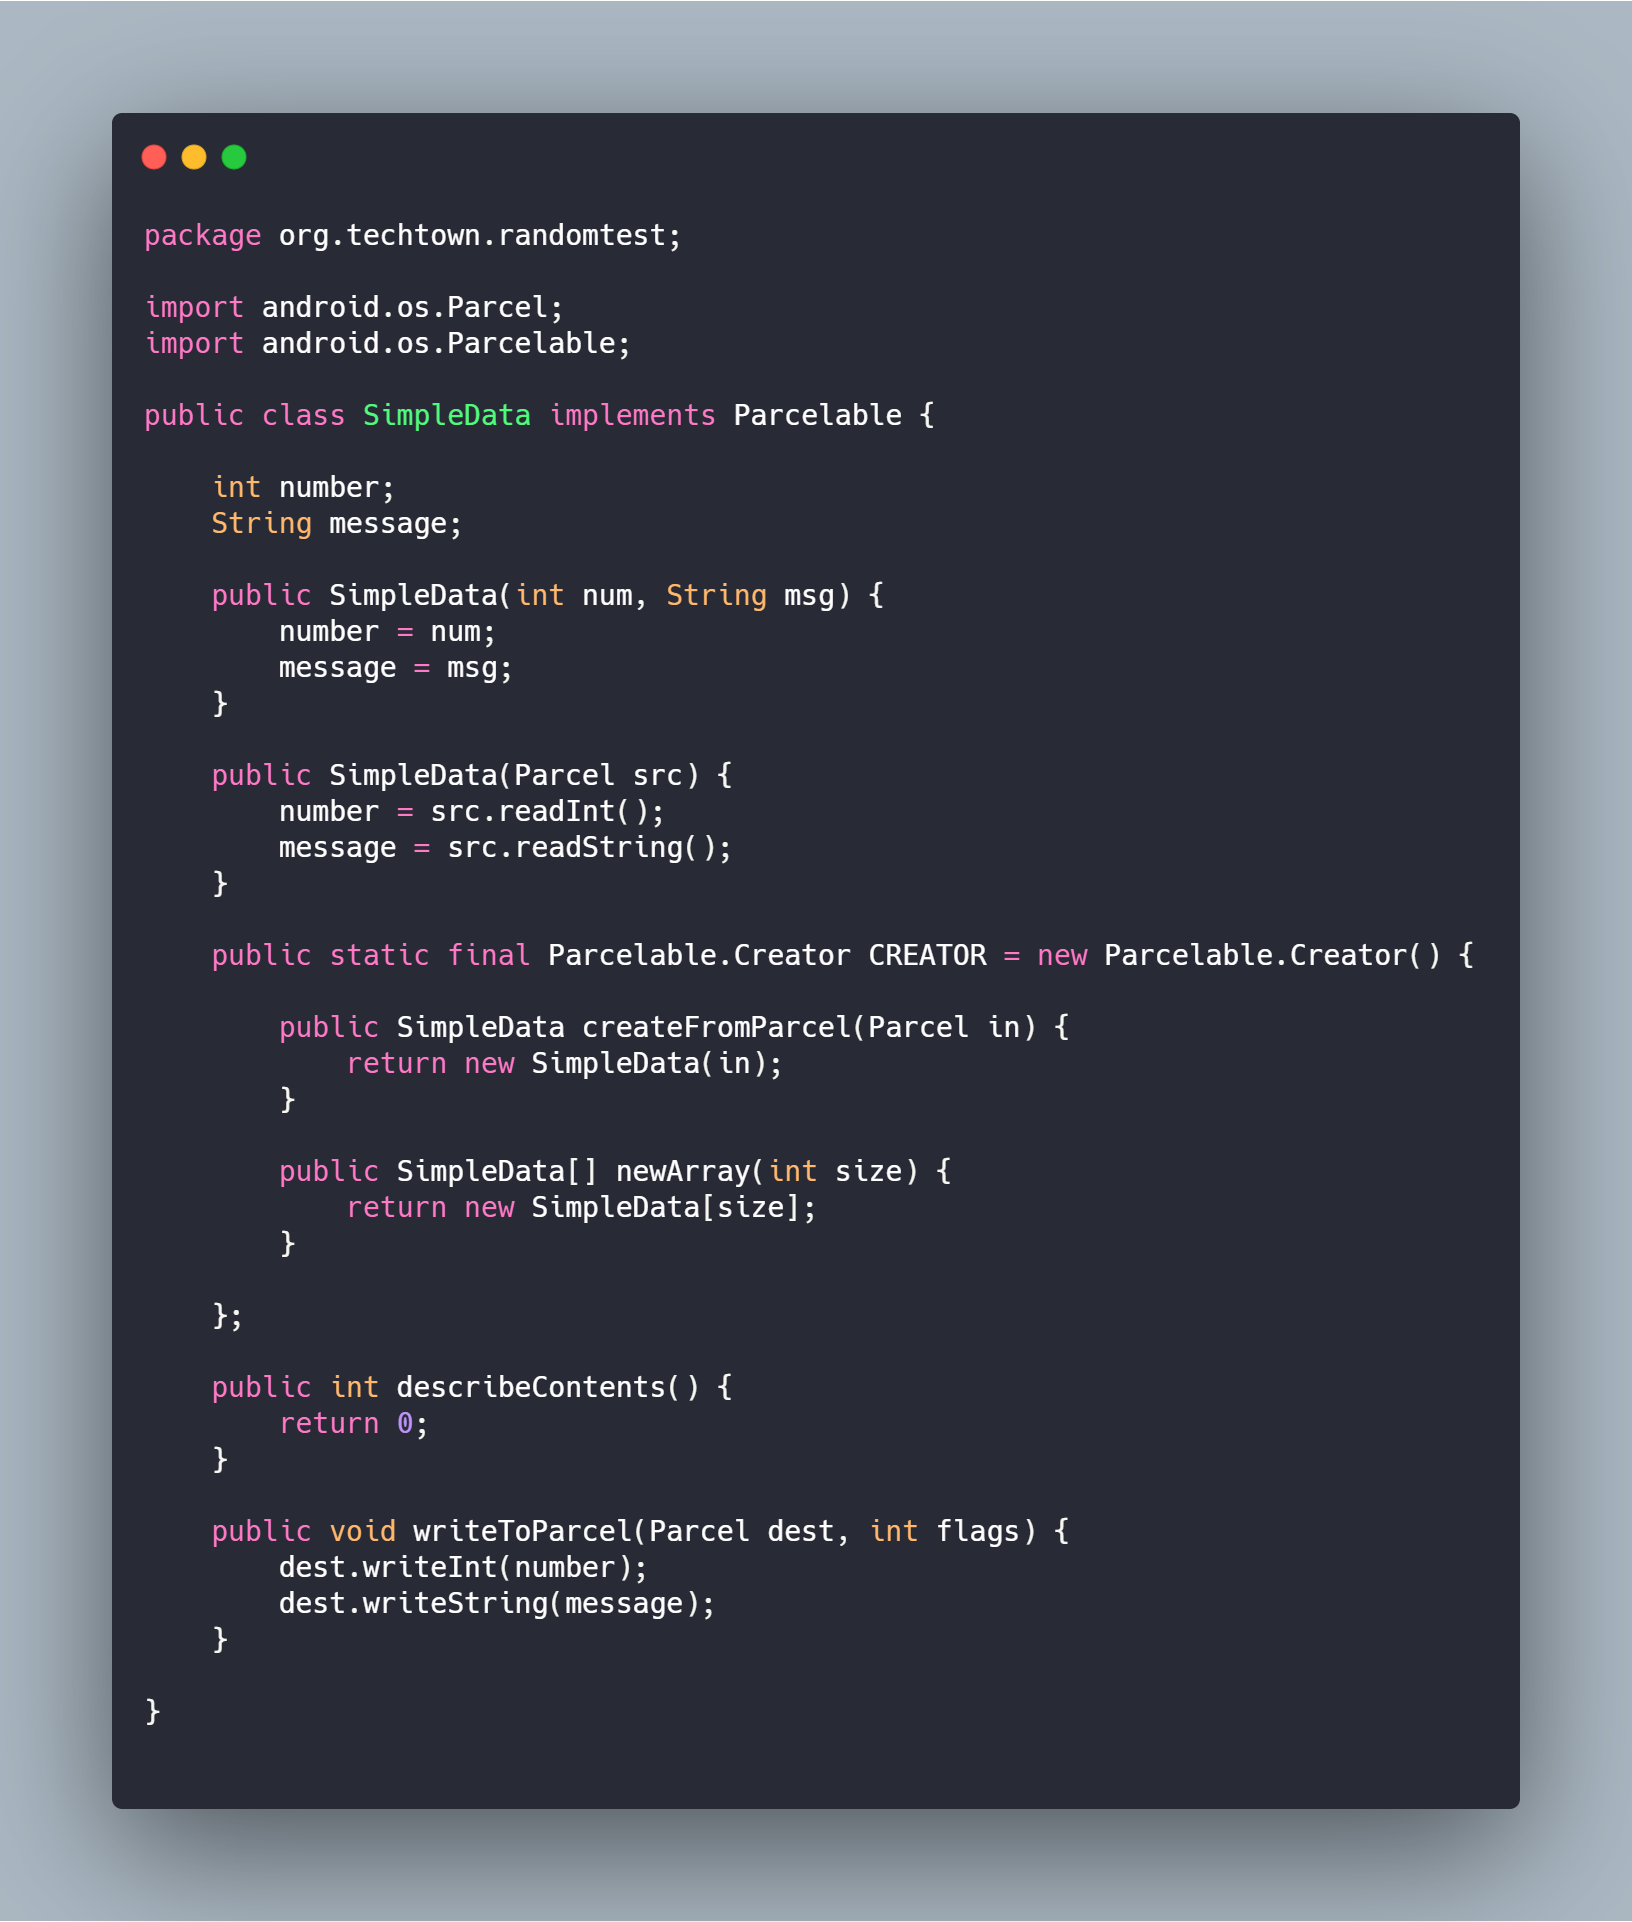 package org.techtown.randomtest;

import android.os.Parcel;
import android.os.Parcelable;

public class SimpleData implements Parcelable {

    int number;
    String message;

    public SimpleData(int num, String msg) {
        number = num;
        message = msg;
    }

    public SimpleData(Parcel src) {
        number = src.readInt();
        message = src.readString();
    }

    public static final Parcelable.Creator CREATOR = new Parcelable.Creator() {

        public SimpleData createFromParcel(Parcel in) {
            return new SimpleData(in);
        }

        public SimpleData[] newArray(int size) {
            return new SimpleData[size];
        }

    };

    public int describeContents() {
        return 0;
    }

    public void writeToParcel(Parcel dest, int flags) {
        dest.writeInt(number);
        dest.writeString(message);
    }

}